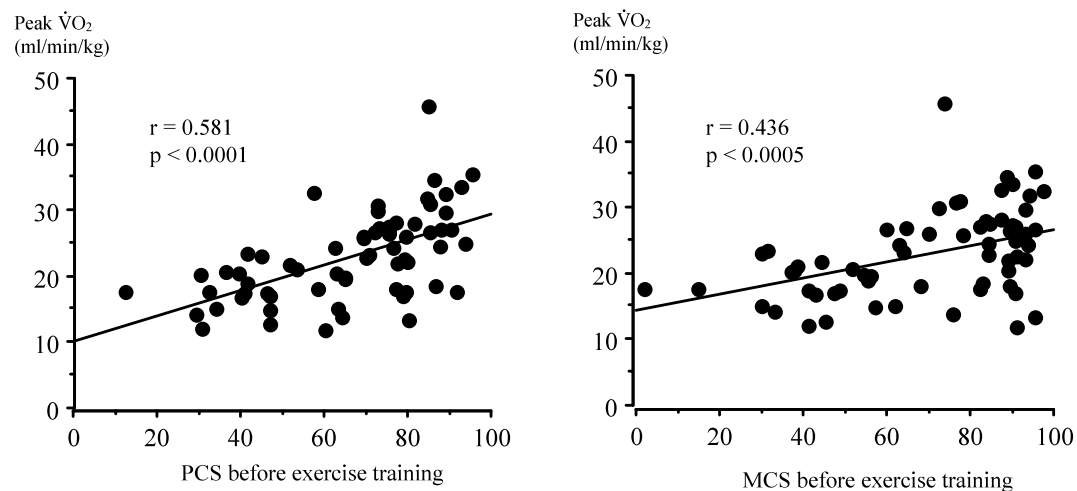 Peak V̇O₂
(ml/min/kg)
50
40
30
20
10
0
r = 0.581
p < 0.0001
0 20 40 60 80 100
PCS before exercise training
Peak V̇O₂
(ml/min/kg)
50
40
30
20
10
0
r = 0.436
p < 0.0005
0 20 40 60 80 100
MCS before exercise training